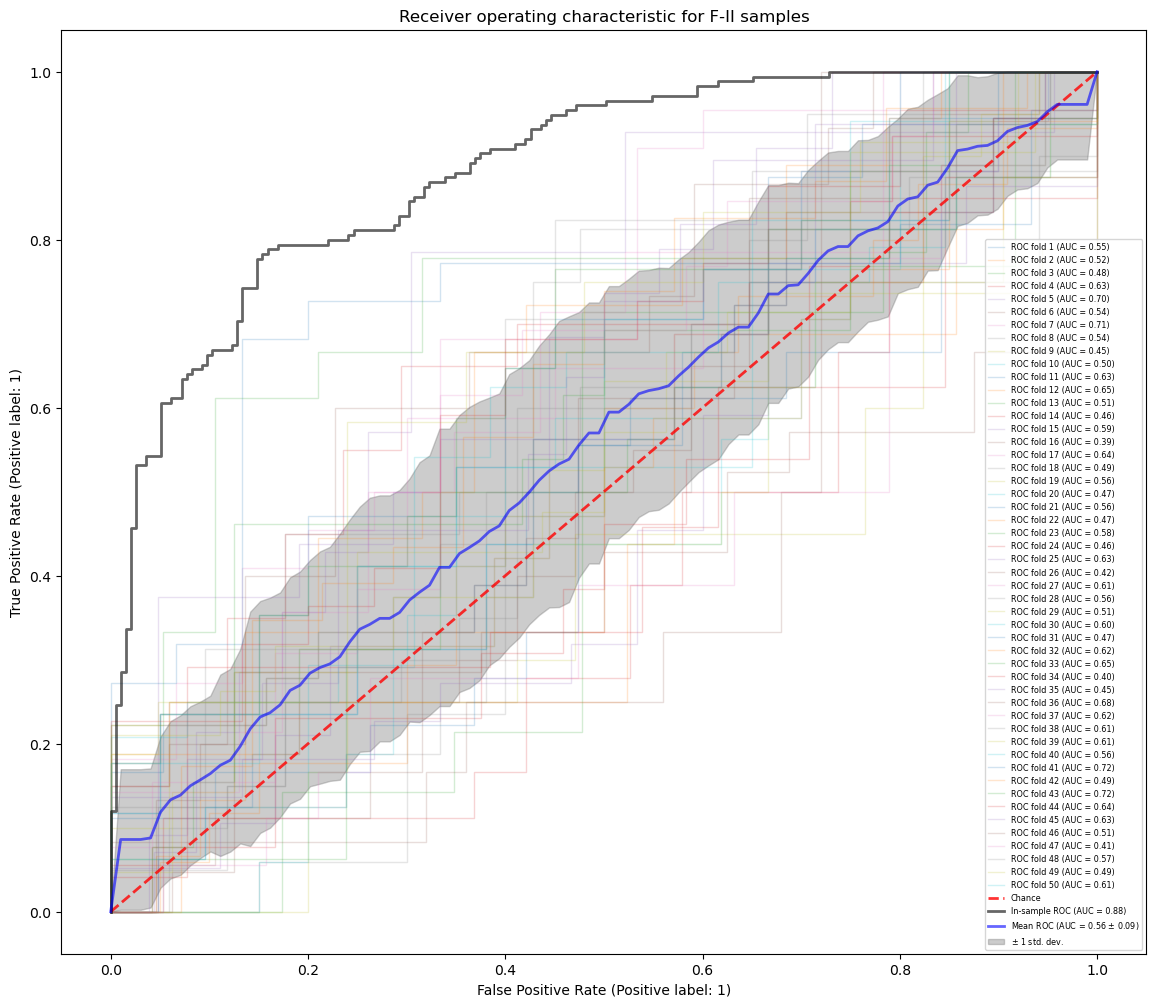 Receiver operating characteristic for F-II samples
True Positive Rate (Positive label: 1)
1.0
0.8
0.6
0.4
0.2
0.0
ROC fold 1 (AUC = 0.55)
ROC fold 2 (AUC = 0.52)
ROC fold 3 (AUC = 0.48)
ROC fold 4 (AUC = 0.63)
ROC fold 5 (AUC = 0.70)
ROC fold 6 (AUC = 0.54)
ROC fold 7 (AUC = 0.71)
ROC fold 8 (AUC = 0.54)
ROC fold 9 (AUC = 0.45)
ROC fold 10 (AUC = 0.50)
ROC fold 11 (AUC = 0.63)
ROC fold 12 (AUC = 0.65)
ROC fold 13 (AUC = 0.51)
ROC fold 14 (AUC = 0.46)
ROC fold 15 (AUC = 0.59)
ROC fold 16 (AUC = 0.39)
ROC fold 17 (AUC = 0.64)
ROC fold 18 (AUC = 0.49)
ROC fold 19 (AUC = 0.56)
ROC fold 20 (AUC = 0.47)
ROC fold 21 (AUC = 0.56)
ROC fold 22 (AUC = 0.47)
ROC fold 23 (AUC = 0.58)
ROC fold 24 (AUC = 0.46)
ROC fold 25 (AUC = 0.63)
ROC fold 26 (AUC = 0.42)
ROC fold 27 (AUC = 0.61)
ROC fold 28 (AUC = 0.56)
ROC fold 29 (AUC = 0.51)
ROC fold 30 (AUC = 0.60)
ROC fold 31 (AUC = 0.47)
ROC fold 32 (AUC = 0.62)
ROC fold 33 (AUC = 0.65)
ROC fold 34 (AUC = 0.40)
ROC fold 35 (AUC = 0.45)
ROC fold 36 (AUC = 0.68)
ROC fold 37 (AUC = 0.62)
ROC fold 38 (AUC = 0.61)
ROC fold 39 (AUC = 0.61)
ROC fold 40 (AUC = 0.56)
ROC fold 41 (AUC = 0.72)
ROC fold 42 (AUC = 0.49)
ROC fold 43 (AUC = 0.72)
ROC fold 44 (AUC = 0.64)
ROC fold 45 (AUC = 0.63)
ROC fold 46 (AUC = 0.51)
ROC fold 47 (AUC = 0.41)
ROC fold 48 (AUC = 0.57)
ROC fold 49 (AUC = 0.49)
ROC fold 50 (AUC = 0.61)
Chance
In-sample ROC (AUC = 0.88)
Mean ROC (AUC = 0.56 ± 0.09)
± 1 std. dev.
0.0 0.2 0.4 0.6 0.8 1.0
False Positive Rate (Positive label: 1)